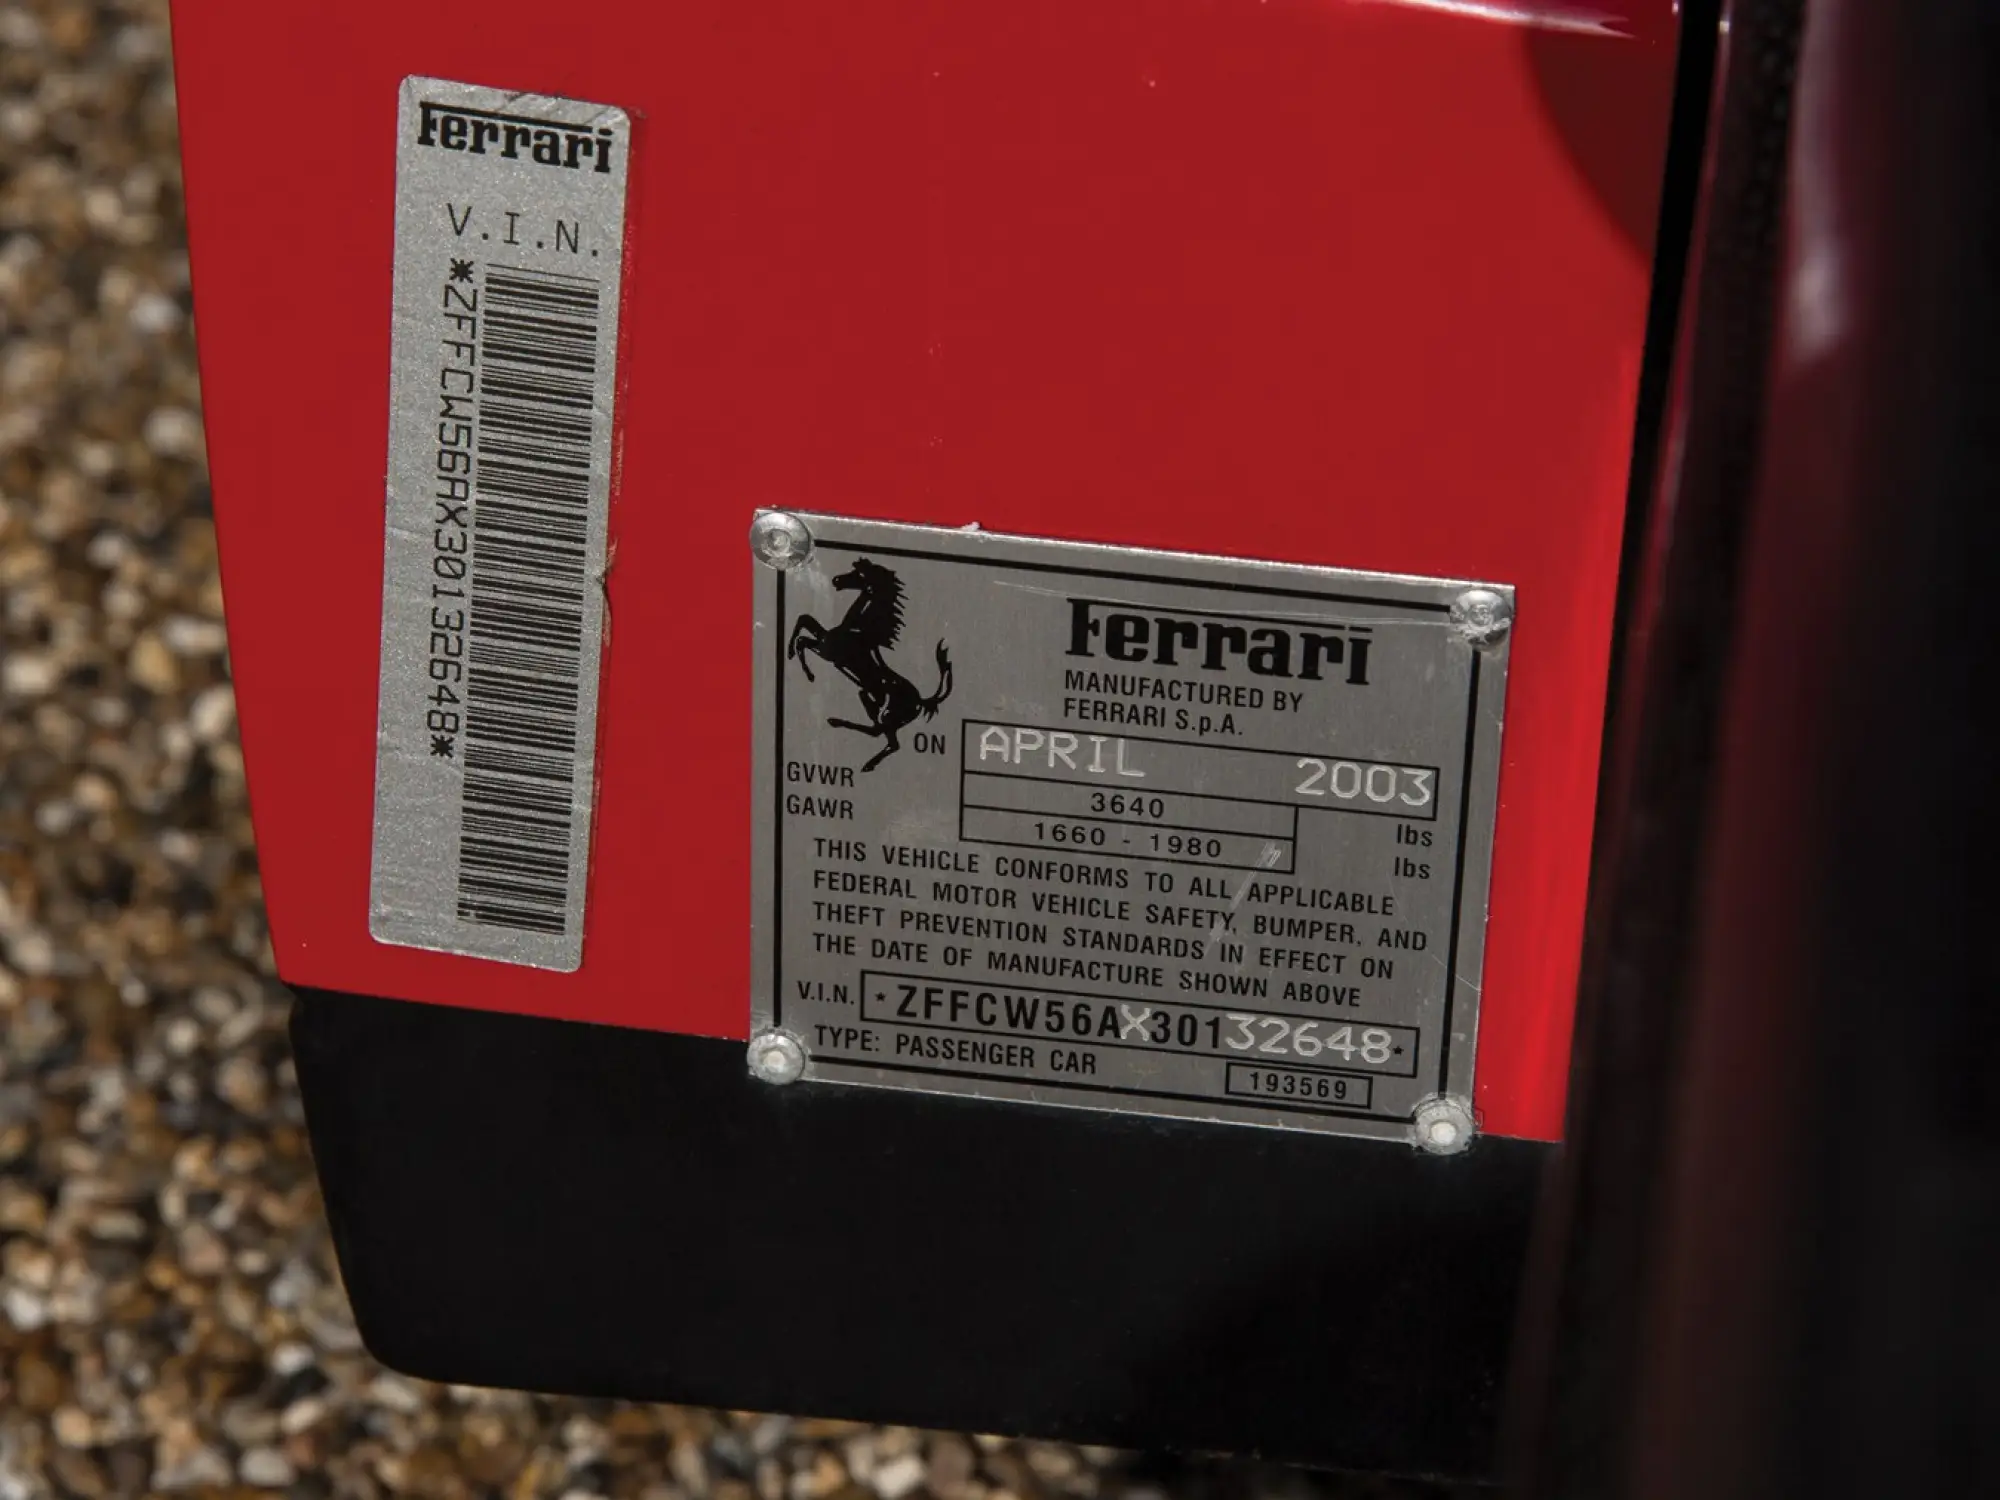 Ferrari
V.I.N.
*ZFFCW56AX30132648*
Ferrari
MANUFACTURED BY
FERRARI S.p.A.
ON APRIL 2003
GVWR 3640 lbs
GAWR 1660 - 1980 lbs
THIS VEHICLE CONFORMS TO ALL APPLICABLE
FEDERAL MOTOR VEHICLE SAFETY, BUMPER, AND
THEFT PREVENTION STANDARDS IN EFFECT ON
THE DATE OF MANUFACTURE SHOWN ABOVE
V.I.N. *ZFFCW56AX30132648*
TYPE: PASSENGER CAR
193569